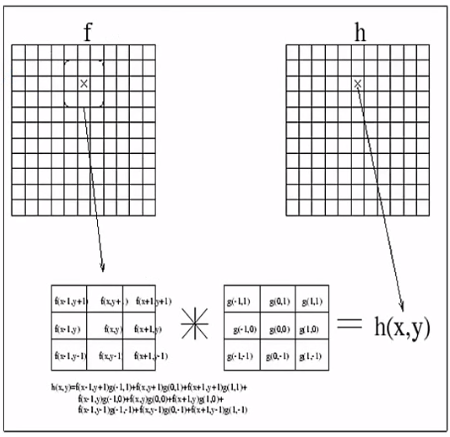 f h
× ×
f(x-1,y+1) f(x,y+1) f(x+1,y+1) g(-1,1) g(0,1) g(1,1)
f(x-1,y) f(x,y) f(x+1,y) * g(-1,0) g(0,0) g(1,0) = h(x,y)
f(x-1,y-1) f(x,y-1) f(x+1,y-1) g(-1,-1) g(0,-1) g(1,-1)
h(x,y)=f(x-1,y+1)g(-1,1)+f(x,y+1)g(0,1)+f(x+1,y+1)g(1,1)+
f(x-1,y)g(-1,0)+f(x,y)g(0,0)+f(x+1,y)g(1,0)+
f(x-1,y-1)g(-1,-1)+f(x,y-1)g(0,-1)+f(x+1,y-1)g(1,-1)